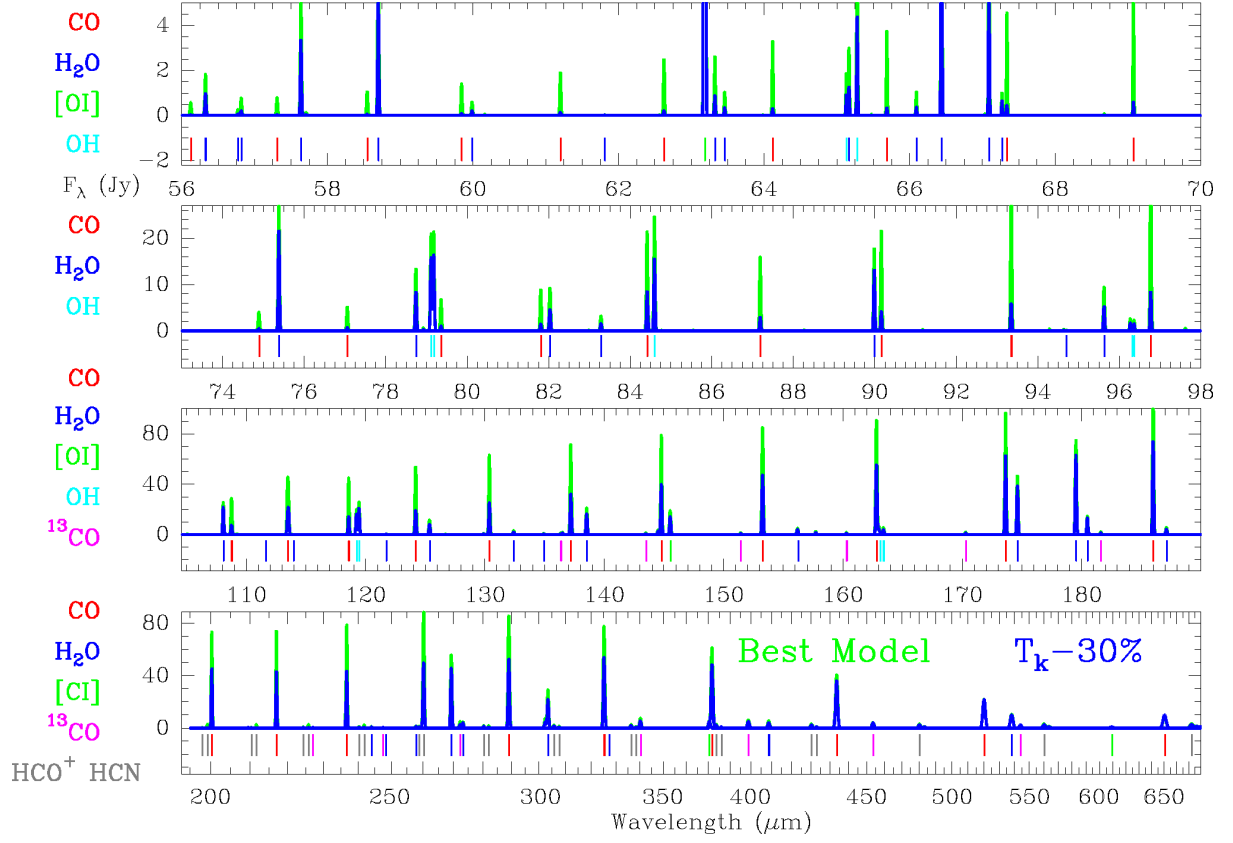 CO
H₂O
[OI]
OH
4
2
0
−2
F_λ (Jy)
56 58 60 62 64 66 68 70
CO
H₂O
OH
20
10
0
74 76 78 80 82 84 86 88 90 92 94 96 98
CO
H₂O
[OI]
OH
¹³CO
80
40
0
110 120 130 140 150 160 170 180
CO
H₂O
[CI]
¹³CO
HCO⁺ HCN
80
40
0
Best Model T_k−30%
200 250 300 350 400 450 500 550 600 650
Wavelength (μm)